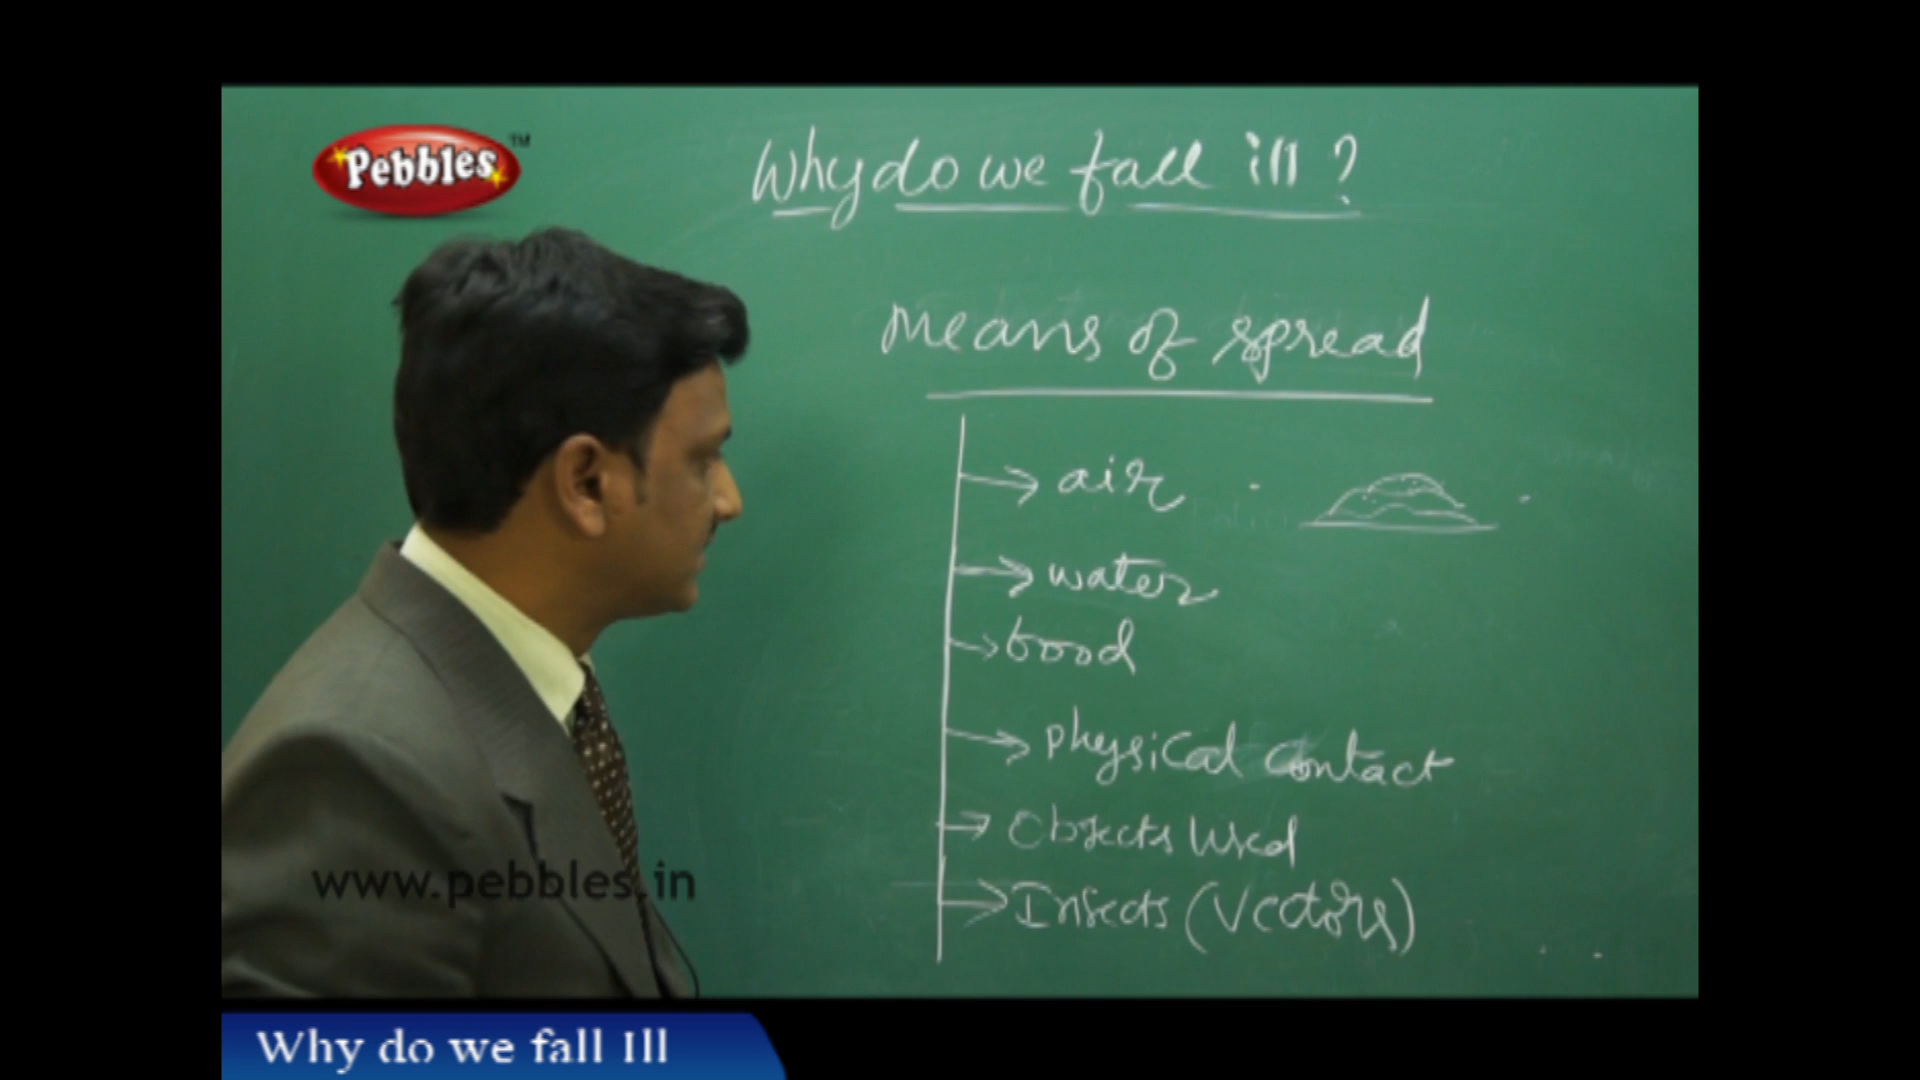 Pebbles™
Why do we fall ill ?
Means of spread
air
water
food
Physical contact
Objects used
Insects (vectors)
www.pebbles.in
Why do we fall Ill